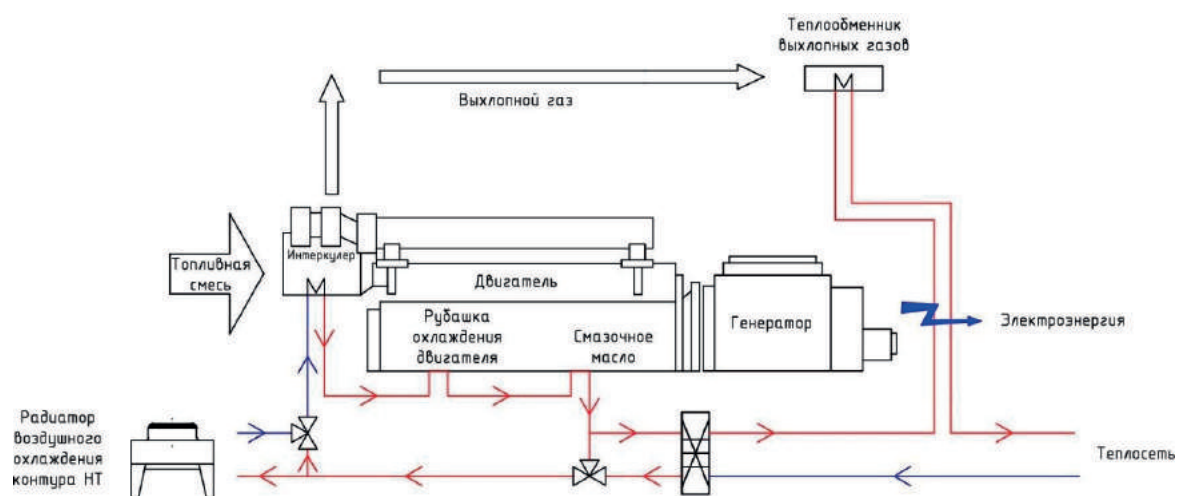 Теплообменник
выхлопных газов
Выхлопной газ
Топливная
смесь
Интеркулер
Двигатель
Рубашка
охлаждения
двигателя
Смазочное
масло
Генератор
Электроэнергия
Радиатор
воздушного
охлаждения
контура НТ
Теплосеть